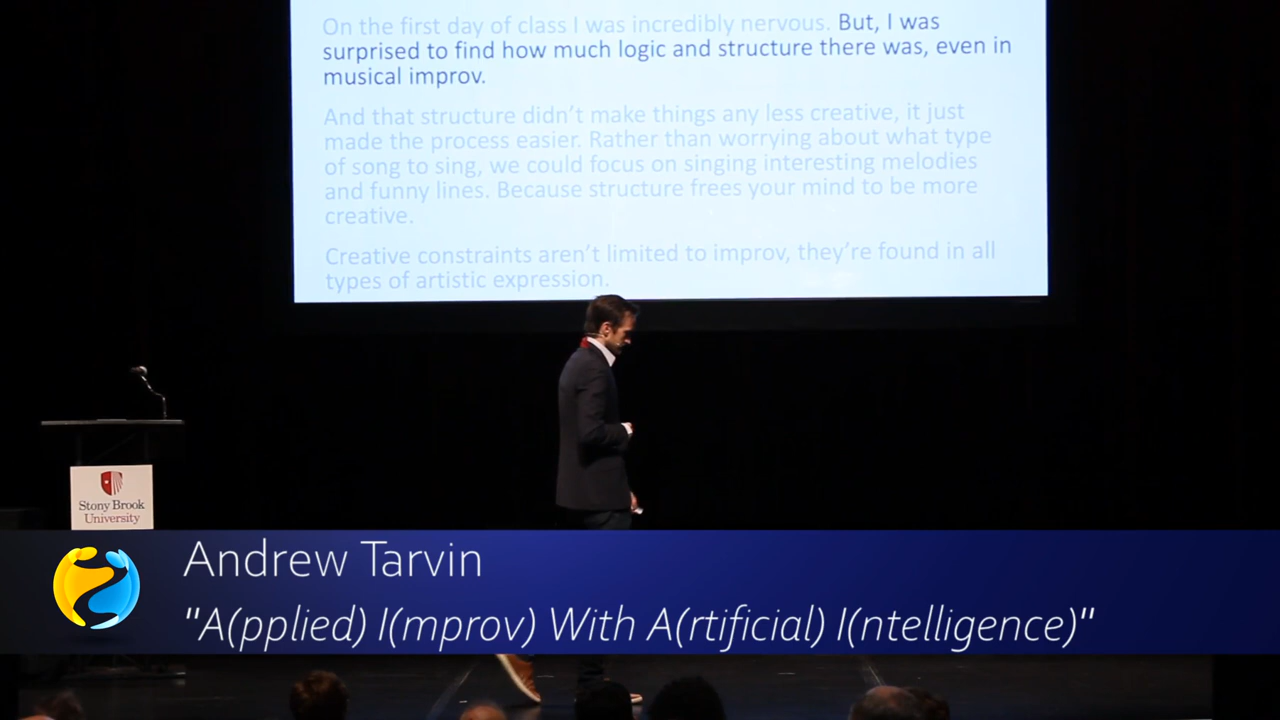 On the first day of class I was incredibly nervous. But, I was
surprised to find how much logic and structure there was, even in
musical improv.
And that structure didn't make things any less creative, it just
made the process easier. Rather than worrying about what type
of song to sing, we could focus on singing interesting melodies
and funny lines. Because structure frees your mind to be more
creative.
Creative constraints aren't limited to improv, they're found in all
types of artistic expression.
Stony Brook
University
Andrew Tarvin
"A(pplied) I(mprov) With A(rtificial) I(ntelligence)"